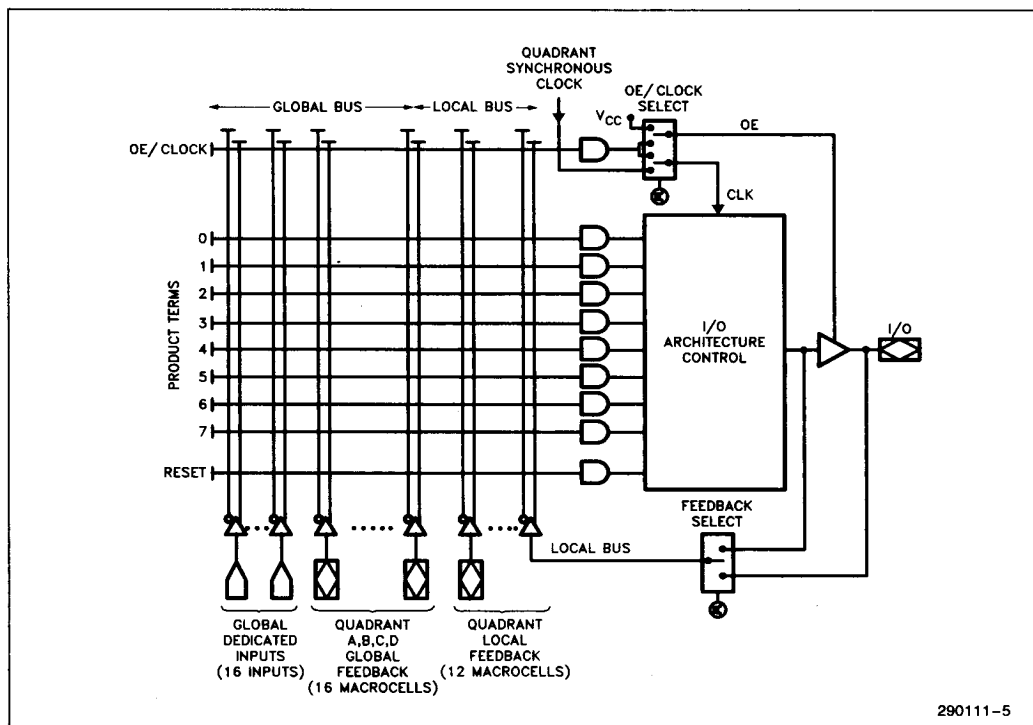 QUADRANT
SYNCHRONOUS
CLOCK
OE/CLOCK
SELECT
GLOBAL BUS
LOCAL BUS
VCC
OE
OE/CLOCK
CLK
PRODUCT TERMS
0
1
2
3
4
5
6
7
RESET
I/O
ARCHITECTURE
CONTROL
I/O
FEEDBACK
SELECT
LOCAL BUS
GLOBAL
DEDICATED
INPUTS
(16 INPUTS)
QUADRANT
A,B,C,D
GLOBAL
FEEDBACK
(16 MACROCELLS)
QUADRANT
LOCAL
FEEDBACK
(12 MACROCELLS)
290111-5